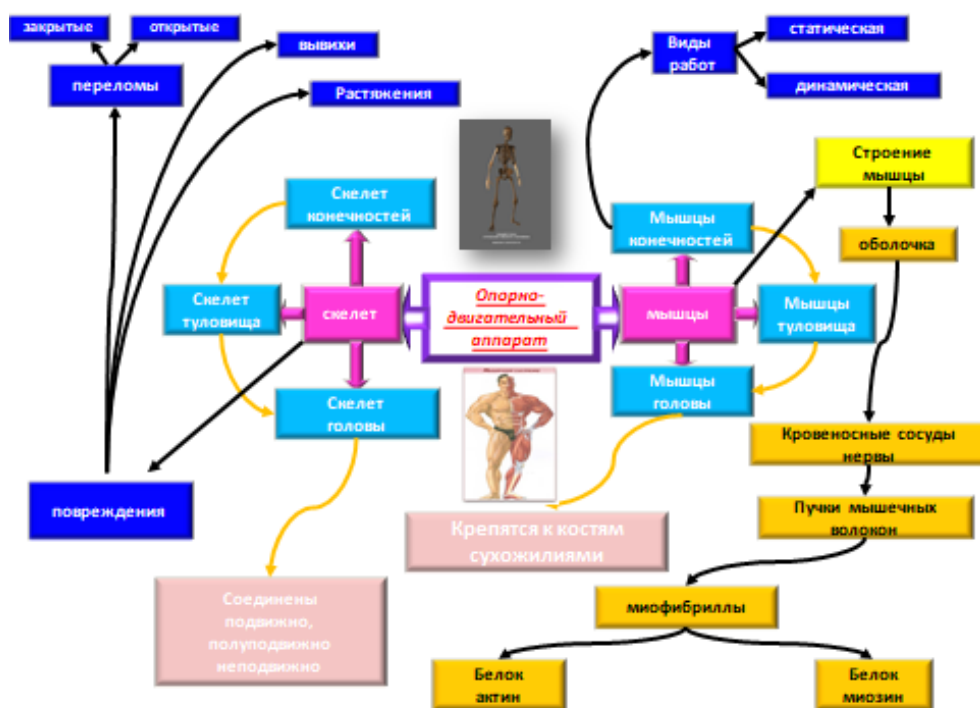 закрытые
открытые
переломы
вывихи
Растяжения
Виды
работ
статическая
динамическая
Строение
мышцы
оболочка
Скелет
конечностей
Мышцы
конечностей
Скелет
туловища
скелет
Опорно-
двигательный
аппарат
мышцы
Мышцы
туловища
Скелет
головы
Мышцы
головы
Кровеносные сосуды
нервы
повреждения
Крепятся к костям
сухожилиями
Пучки мышечных
волокон
Соединены
подвижно,
полуподвижно
неподвижно
миофибриллы
Белок
актин
Белок
миозин